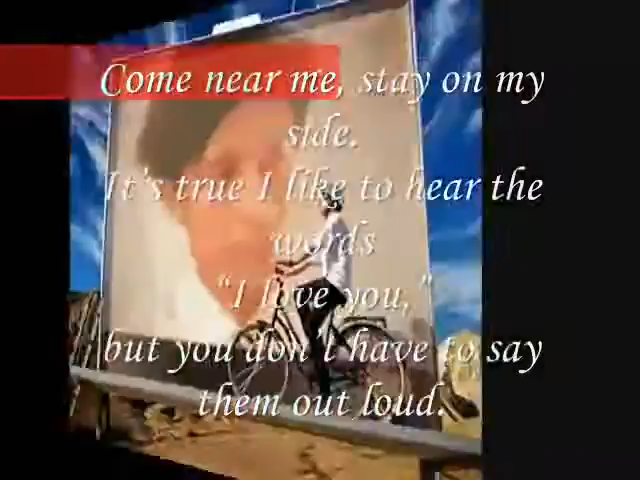 Come near me, stay on my
side.
It's true I like to hear the
words
"I love you,"
but you don't have to say
them out loud.